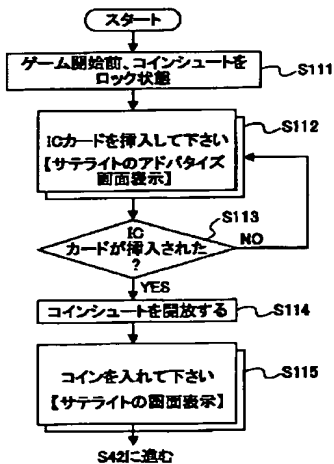 スタート
ゲーム開始前、コインシュートを
ロック状態
S111
ICカードを挿入して下さい
【サテライトのアドバタイズ
画面表示】
S112
IC
カードが挿入された
?
S113
NO
YES
コインシュートを開放する
S114
コインを入れて下さい
【サテライトの画面表示】
S115
S42に進む